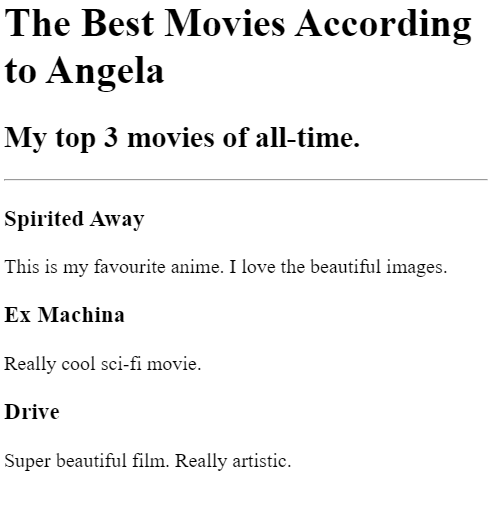 The Best Movies According
to Angela
My top 3 movies of all-time.
Spirited Away
This is my favourite anime. I love the beautiful images.
Ex Machina
Really cool sci-fi movie.
Drive
Super beautiful film. Really artistic.